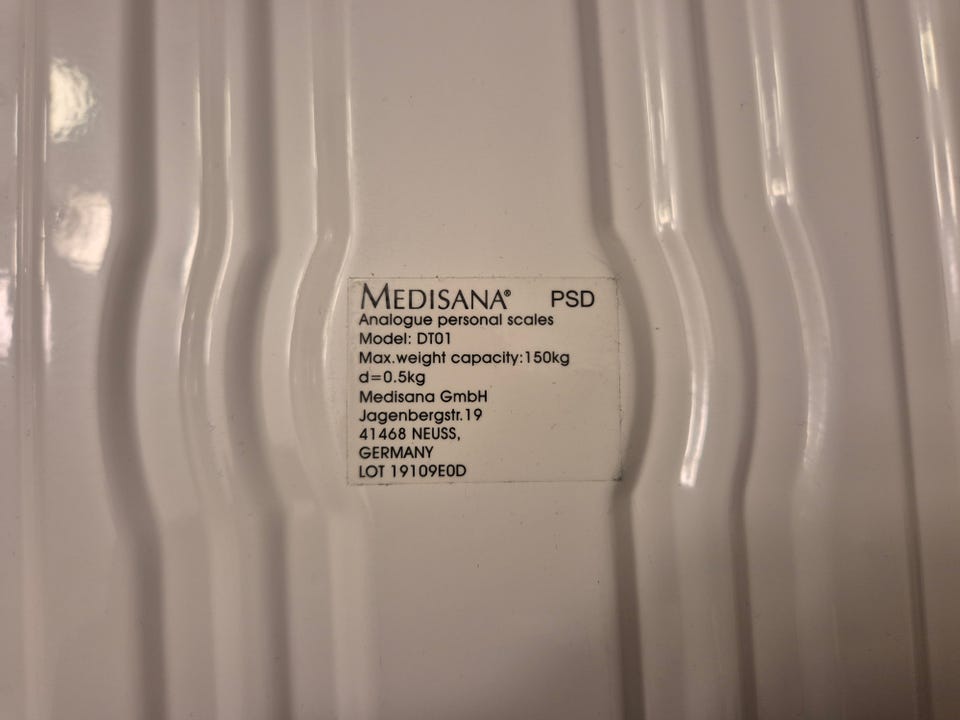 MEDISANA® PSD
Analogue personal scales
Model: DT01
Max.weight capacity:150kg
d=0.5kg
Medisana GmbH
Jagenbergstr.19
41468 NEUSS,
GERMANY
LOT 19109E0D